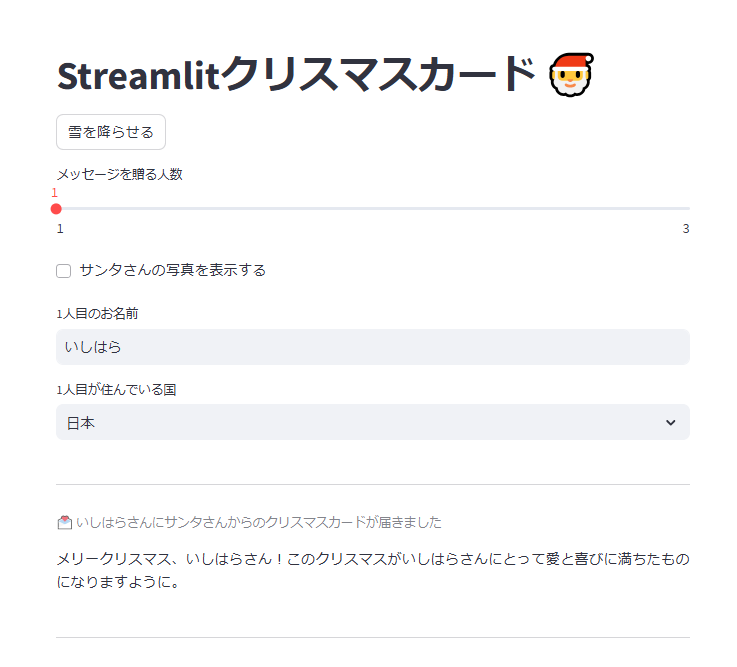 Streamlitクリスマスカード 🎅
雪を降らせる
メッセージを贈る人数
1
1
3
サンタさんの写真を表示する
1人目のお名前
いしはら
1人目が住んでいる国
日本
💌 いしはらさんにサンタさんからのクリスマスカードが届きました
メリークリスマス、いしはらさん！このクリスマスがいしはらさんにとって愛と喜びに満ちたもの
になりますように。